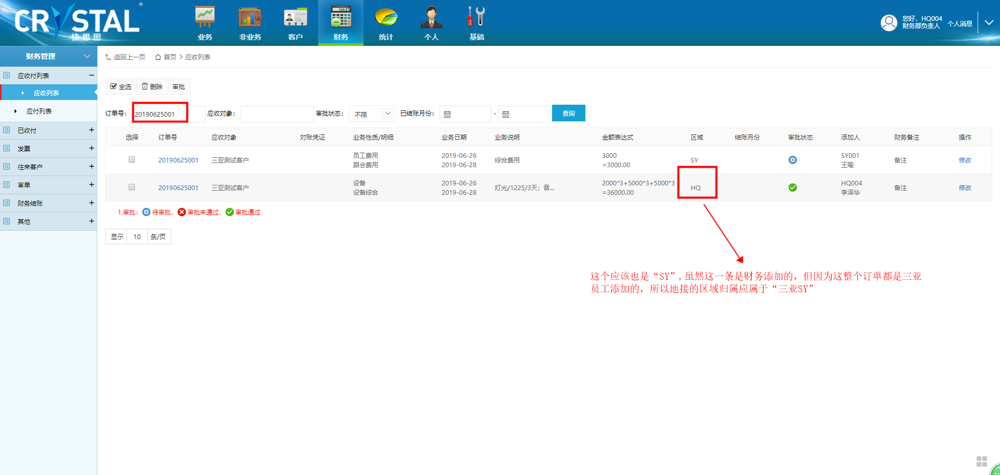 CRYSTAL ®
快思图
业务 非业务 客户 财务 统计 个人 基础
您好，HQ004
财务部负责人
个人消息
财务管理
应收付列表
应收列表
应付列表
已收付
发票
往来客户
审单
财务结账
其他
返回上一页 首页 > 应收列表
全选 删除 审批
订单号： 20190625001 应收对象： 审批状态： 不限 已结账月份： - 查询
选择 订单号 应收对象 对账凭证 业务性质/明细 业务日期 业务说明 金额表达式 区域 结账月份 审批状态 添加人 财务备注 操作
20190625001 三亚测试客户 员工费用 2019-06-26 综合费用 3000 SY SY001 备注 修改
跟会费用 2019-06-28 =3000.00 王喻
20190625001 三亚测试客户 设备 2019-06-26 灯光/1225/3天；音... 2000*3+5000*3+5000*3 HQ HQ004 备注 修改
设备综合 2019-06-28 =36000.00 李泽华
1.审批： 待审批， 审批未通过， 审批通过
显示 10 条/页
这个应该也是“SY”,虽然这一条是财务添加的，但因为这整个订单都是三亚
员工添加的，所以地接的区域归属应属于“三亚SY”